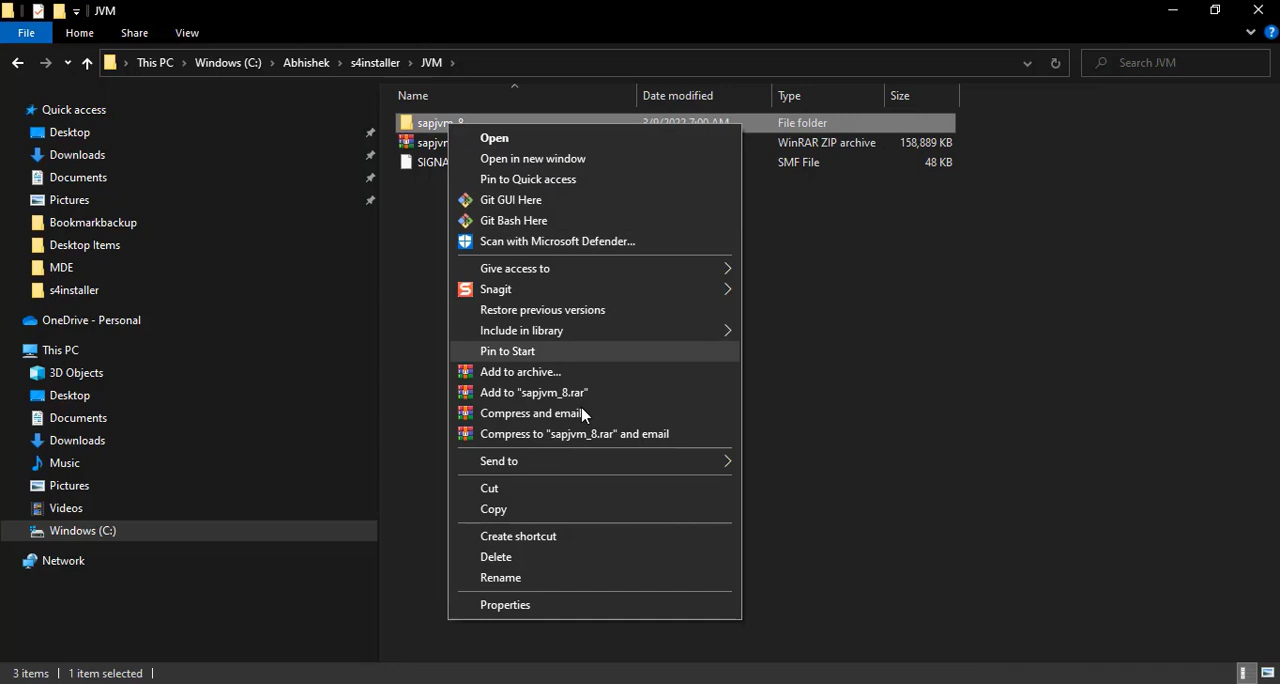 JVM
File Home Share View
This PC Windows (C:) Abhishek s4installer JVM
Search JVM
Name Date modified Type Size
Quick access
Desktop
Downloads
Documents
Pictures
Bookmarkbackup
Desktop Items
MDE
s4installer
OneDrive - Personal
This PC
3D Objects
Desktop
Documents
Downloads
Music
Pictures
Videos
Windows (C:)
Network
File folder
WinRAR ZIP archive 158,889 KB
SMF File 48 KB
Open
Open in new window
Pin to Quick access
Git GUI Here
Git Bash Here
Scan with Microsoft Defender...
Give access to
Snagit
Restore previous versions
Include in library
Pin to Start
Add to archive...
Add to "sapjvm_8.rar"
Compress and email
Compress to "sapjvm_8.rar" and email
Send to
Cut
Copy
Create shortcut
Delete
Rename
Properties
3 items 1 item selected